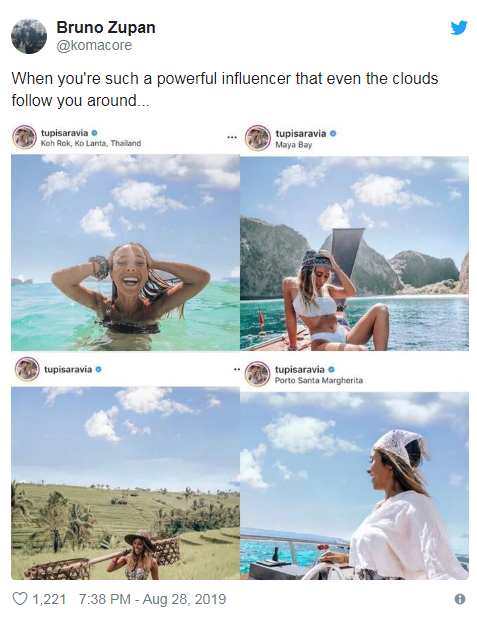 Bruno Zupan
@komacore
When you're such a powerful influencer that even the clouds
follow you around...
tupisaravia
Koh Rok, Ko Lanta, Thailand
tupisaravia
Maya Bay
tupisaravia
tupisaravia
Porto Santa Margherita
1,221 7:38 PM - Aug 28, 2019